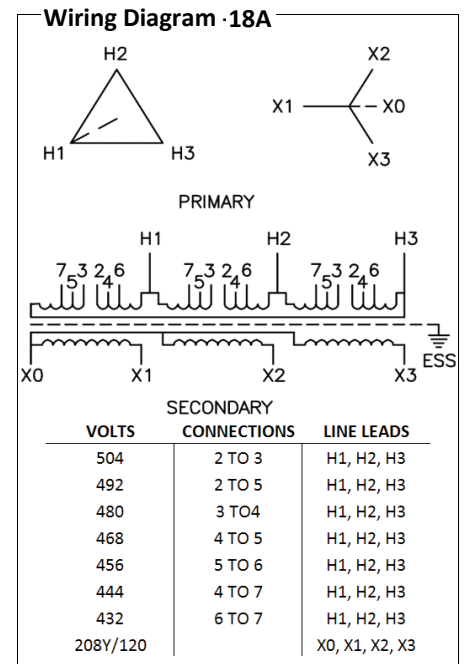 Wiring Diagram -18A
H2
H1
H3
X2
X1
X0
X3
PRIMARY
H1 H2 H3
7 5 3 2 4 6 7 5 3 2 4 6 7 5 3 2 4 6
ESS
X0 X1 X2 X3
SECONDARY
VOLTS CONNECTIONS LINE LEADS
504 2 TO 3 H1, H2, H3
492 2 TO 5 H1, H2, H3
480 3 TO4 H1, H2, H3
468 4 TO 5 H1, H2, H3
456 5 TO 6 H1, H2, H3
444 4 TO 7 H1, H2, H3
432 6 TO 7 H1, H2, H3
208Y/120 X0, X1, X2, X3